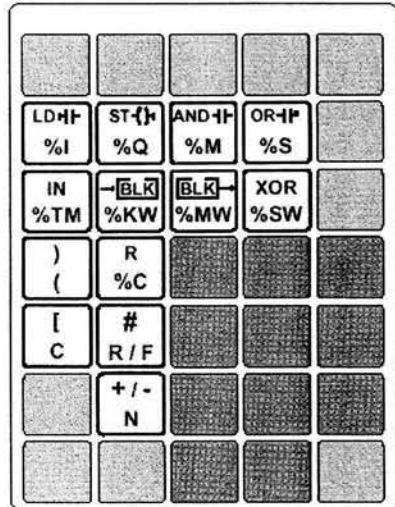 LD ST AND OR
%I %Q %M %S
IN BLK BLK XOR
%TM %KW %MW %SW
) R
( %C
[ #
C R / F
+ / -
N